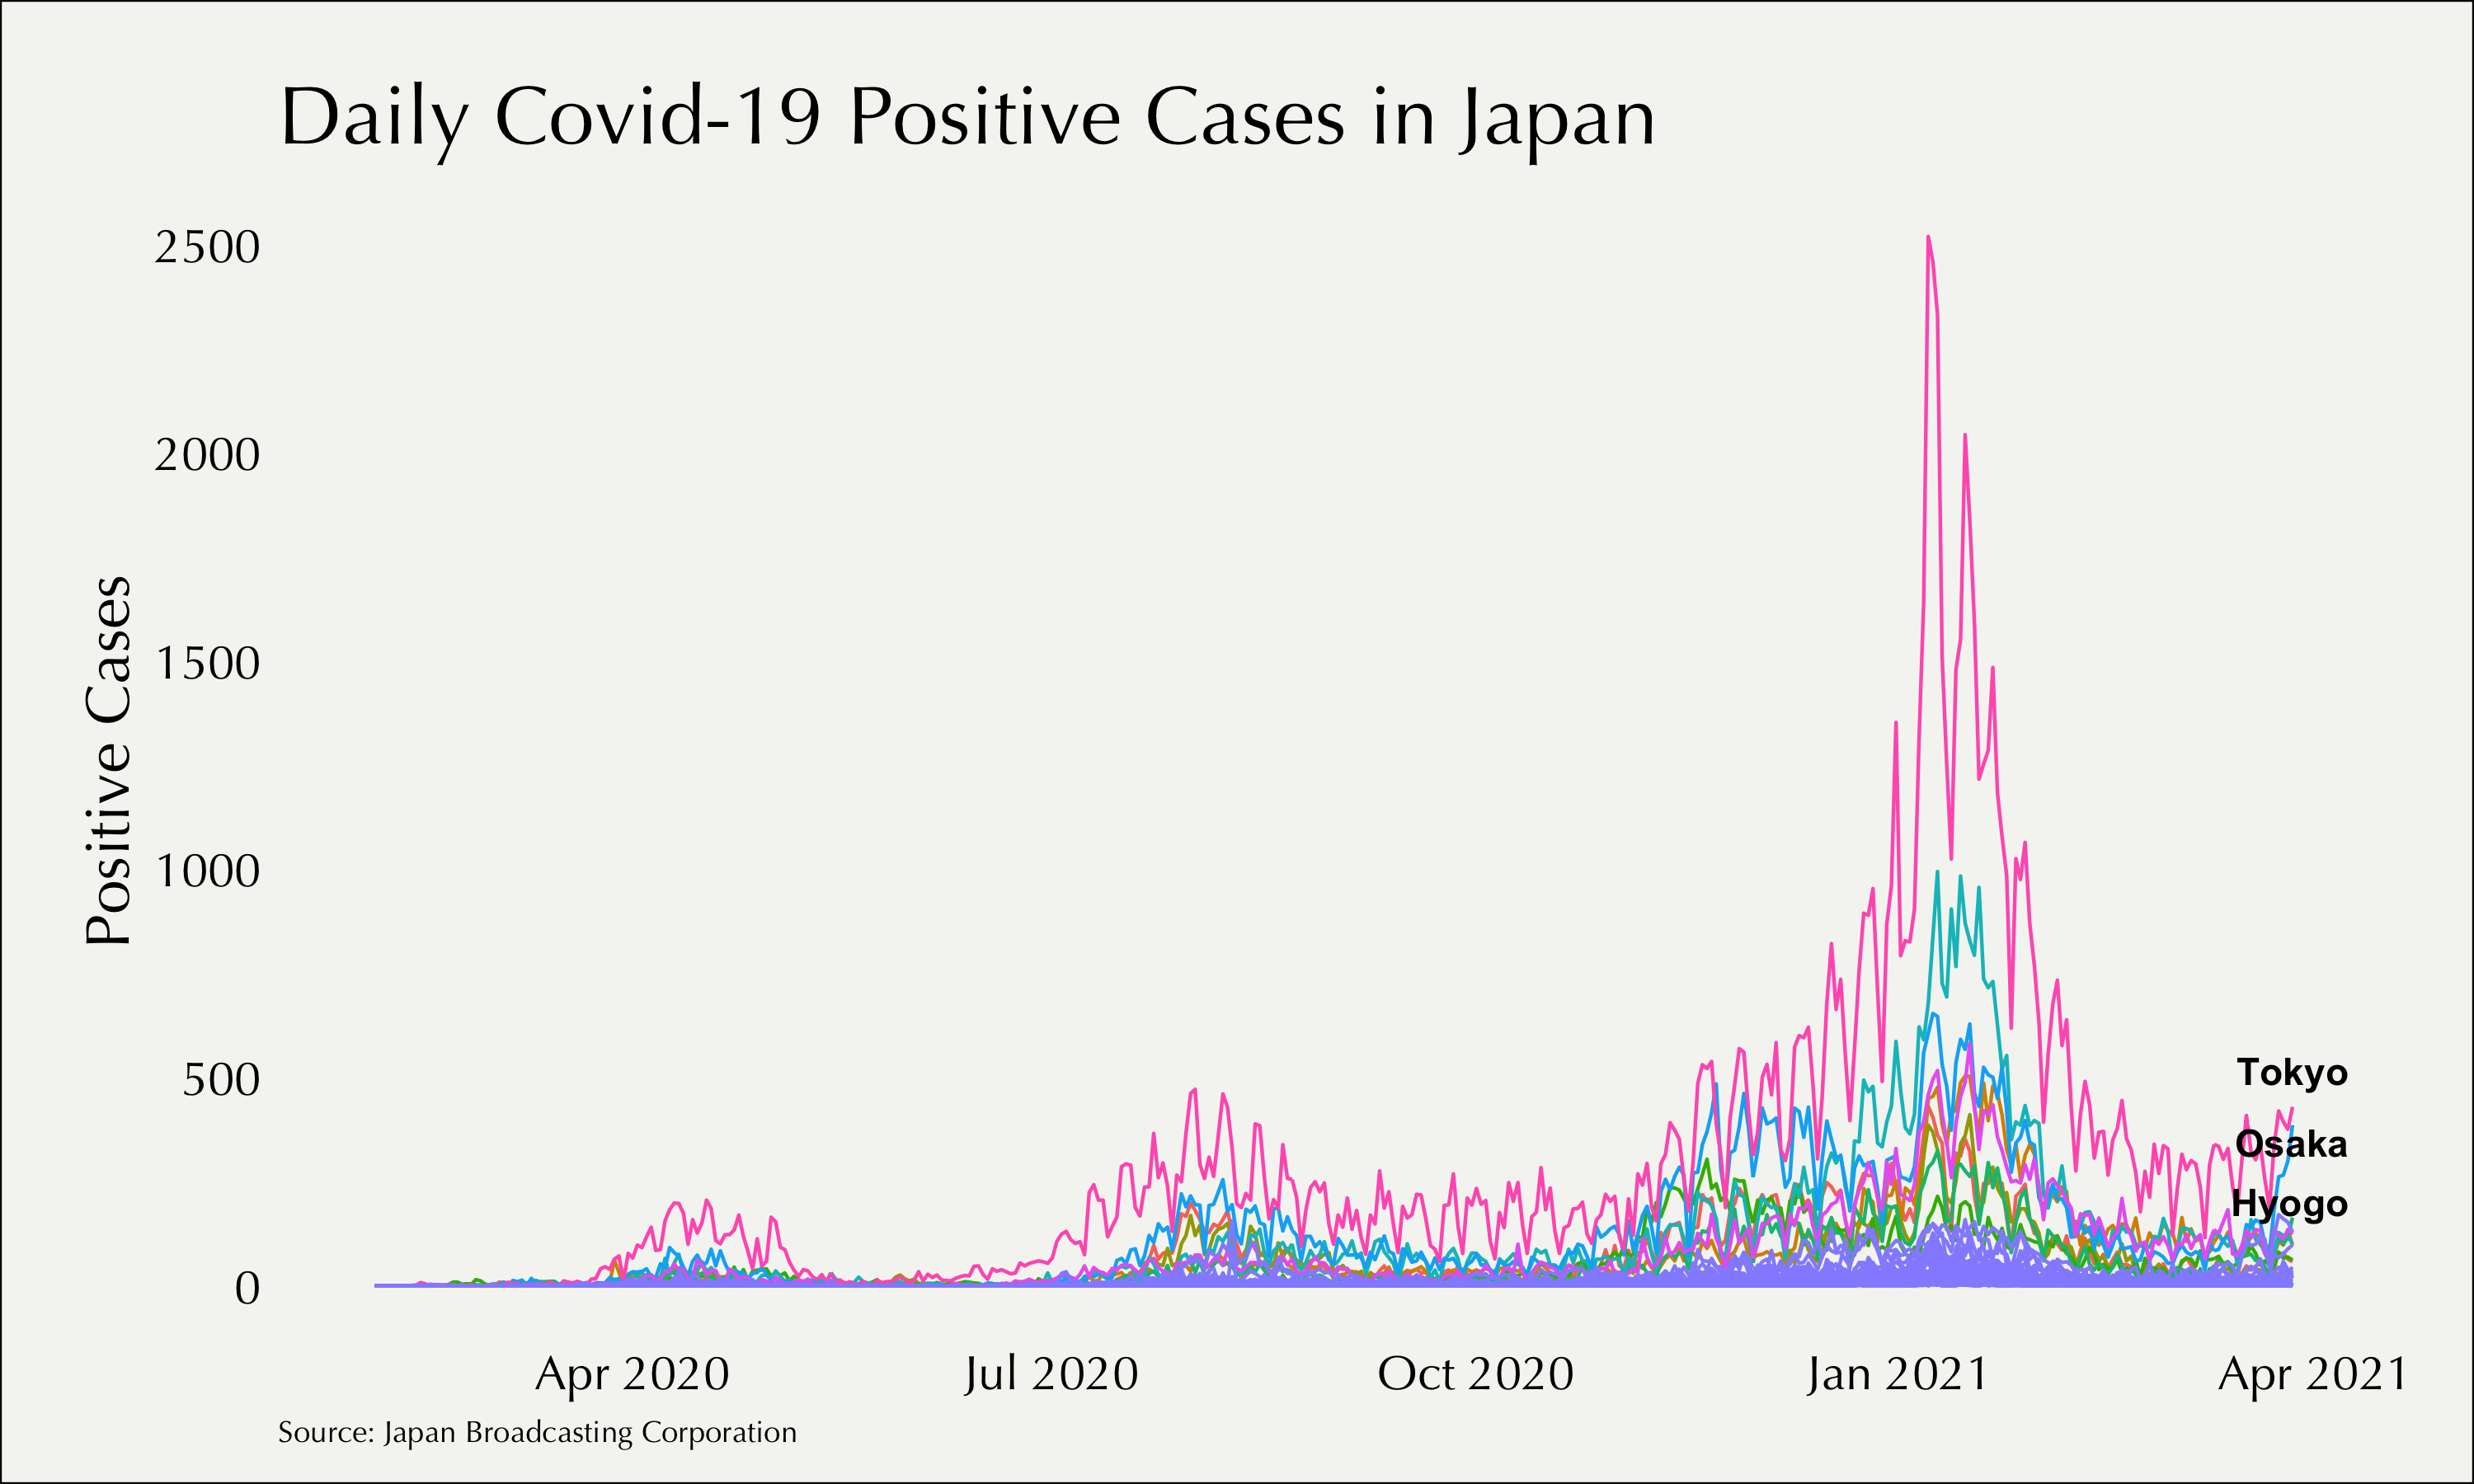 Daily Covid-19 Positive Cases in Japan
2500
2000
1500
1000
500
0
Positive Cases
Tokyo
Osaka
Hyogo
Apr 2020
Jul 2020
Oct 2020
Jan 2021
Apr 2021
Source: Japan Broadcasting Corporation